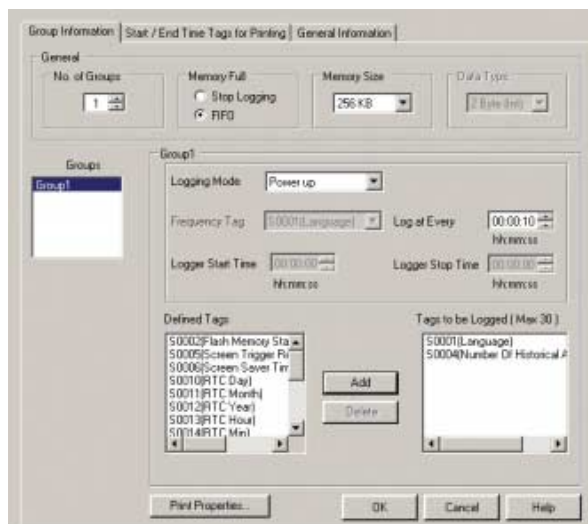 Group Information Start / End Time Tags for Printing General Information
General
No. of Groups Memory Full Memory Size Data Type
1 Stop Logging 256 KB 2 Byte (Int)
FIFO
Groups Group1
Group1
Logging Mode Power up
Frequency Tag S0001(Language) Log at Every 00:00:10
hh:mm:ss
Logger Start Time 00:00:00 Logger Stop Time 00:00:00
hh:mm:ss hh:mm:ss
Defined Tags Tags to be Logged ( Max 30 )
S0002(Flash Memory Sta S0001(Language)
S0005(Screen Trigger Re S0004(Number Of Historical A
S0006(Screen Saver Tim
S0010(RTC Day)
S0011(RTC Month) Add
S0012(RTC Year)
S0013(RTC Hour) Delete
S0014(RTC Min)
Print Properties... OK Cancel Help